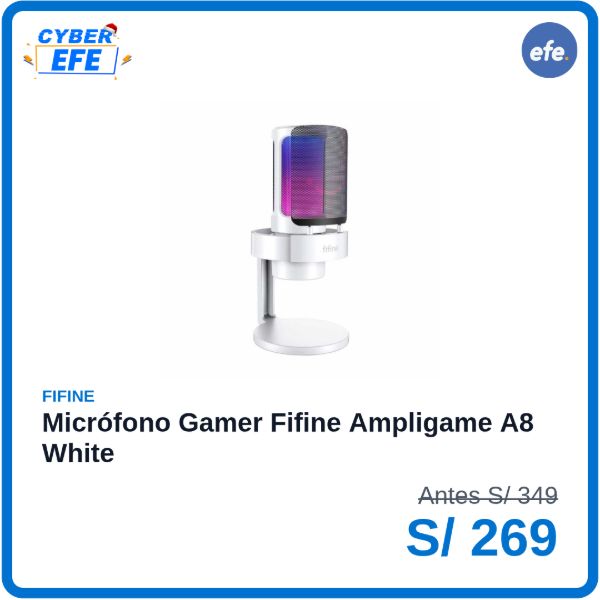 CYBER
EFE
efe.
fifine
FIFINE
Micrófono Gamer Fifine Ampligame A8
White
Antes S/ 349
S/ 269